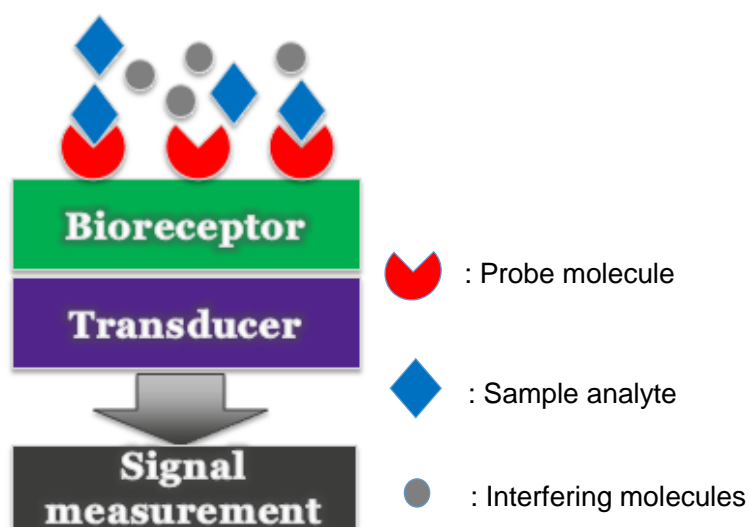 Bioreceptor
Transducer
Signal
measurement
: Probe molecule
: Sample analyte
: Interfering molecules